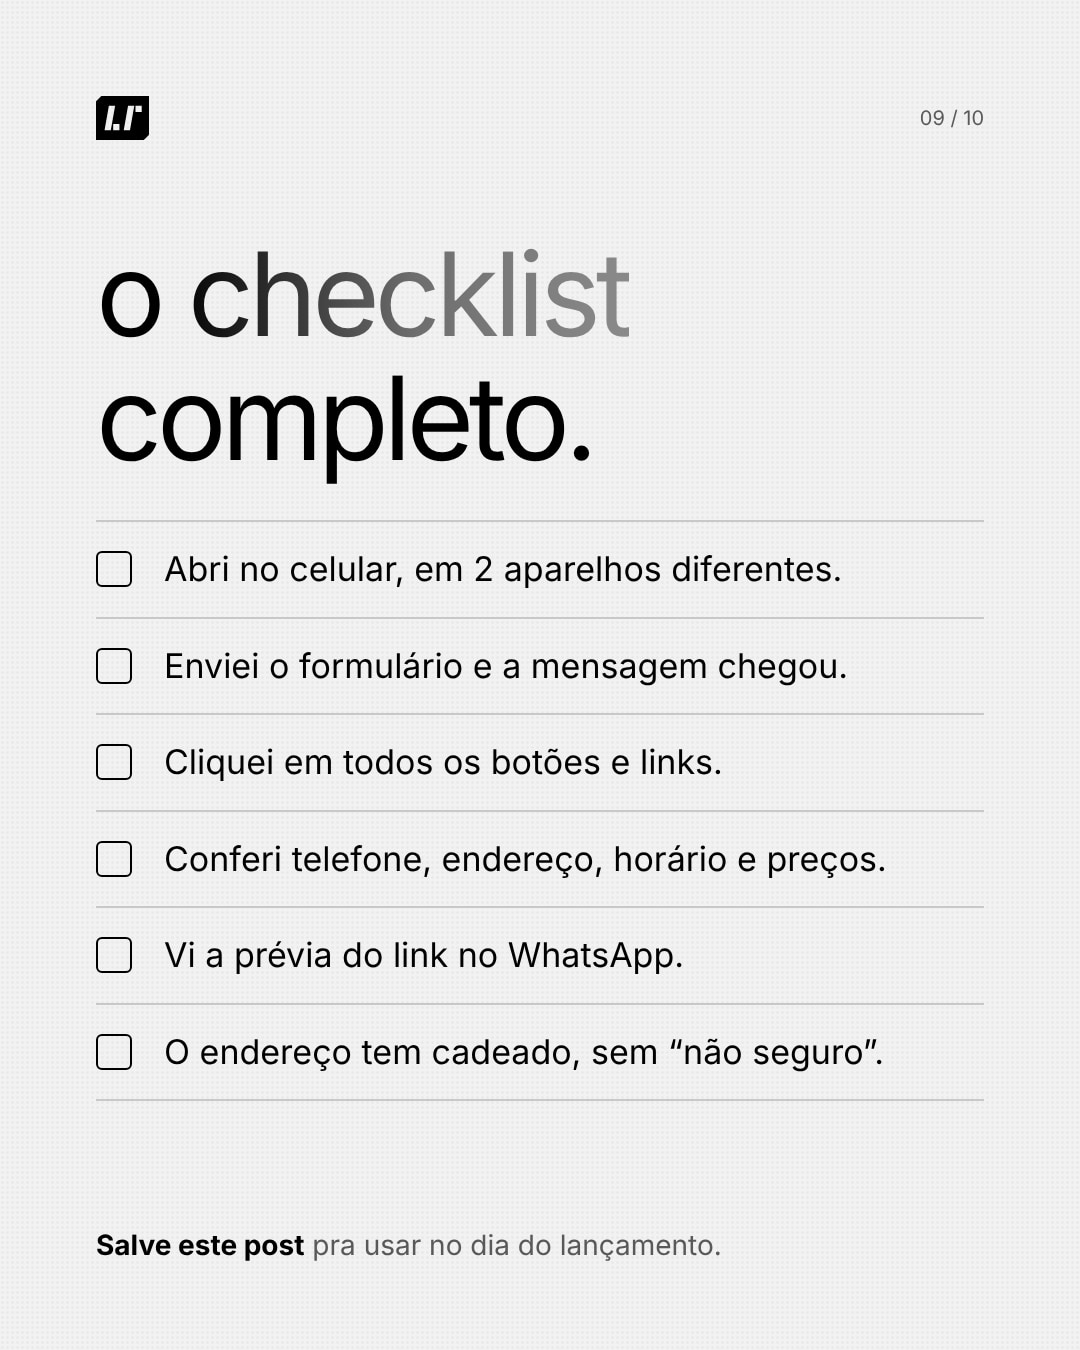 09 / 10
o checklist
completo.
Abri no celular, em 2 aparelhos diferentes.
Enviei o formulário e a mensagem chegou.
Cliquei em todos os botões e links.
Conferi telefone, endereço, horário e preços.
Vi a prévia do link no WhatsApp.
O endereço tem cadeado, sem “não seguro”.
Salve este post pra usar no dia do lançamento.